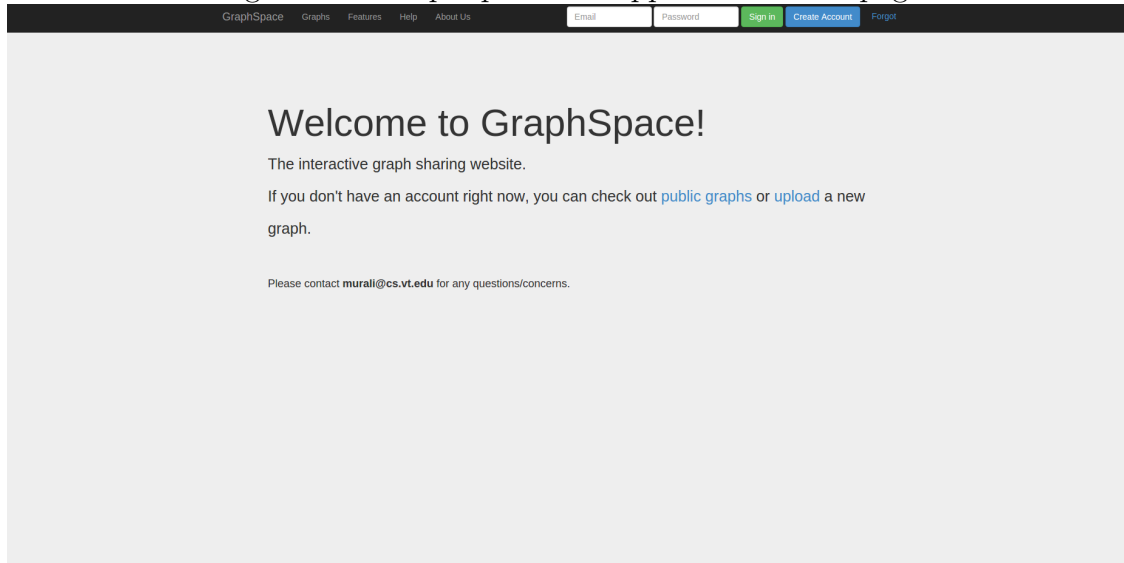 GraphSpace Graphs Features Help About Us Email Password Sign in Create Account Forgot
Welcome to GraphSpace!
The interactive graph sharing website.
If you don't have an account right now, you can check out public graphs or upload a new
graph.
Please contact murali@cs.vt.edu for any questions/concerns.